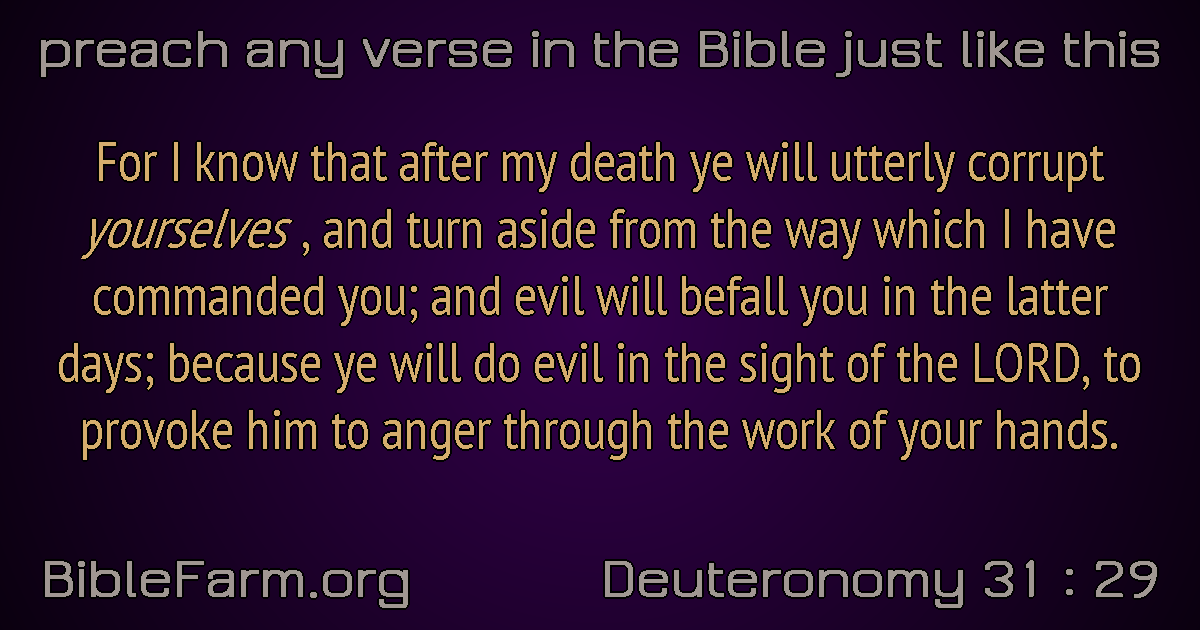 preach any verse in the Bible just like this
For I know that after my death ye will utterly corrupt
yourselves , and turn aside from the way which I have
commanded you; and evil will befall you in the latter
days; because ye will do evil in the sight of the LORD, to
provoke him to anger through the work of your hands.
BibleFarm.org
Deuteronomy 31 : 29